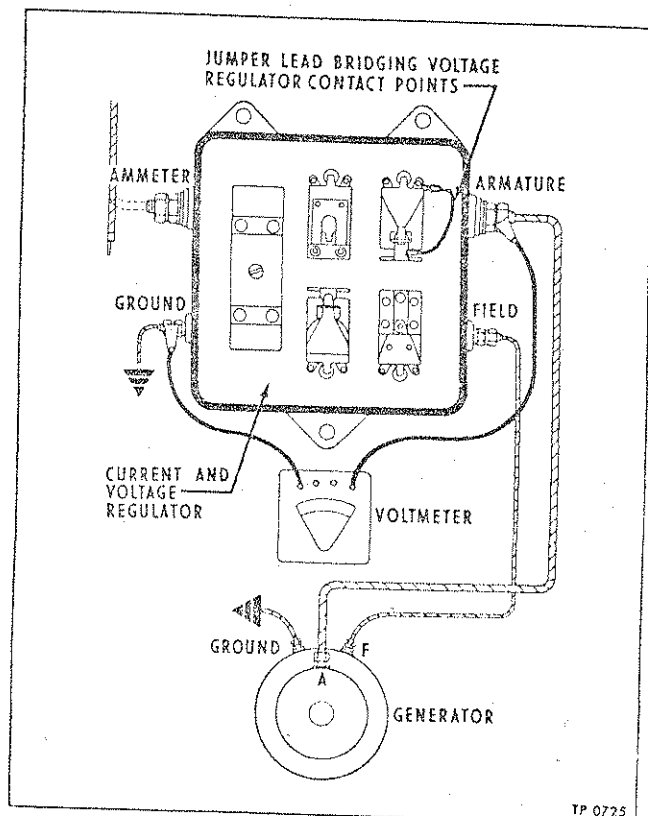 JUMPER LEAD BRIDGING VOLTAGE
REGULATOR CONTACT POINTS
AMMETER
ARMATURE
GROUND
FIELD
CURRENT AND
VOLTAGE
REGULATOR
VOLTMETER
GROUND
F
A
GENERATOR
TP 0725